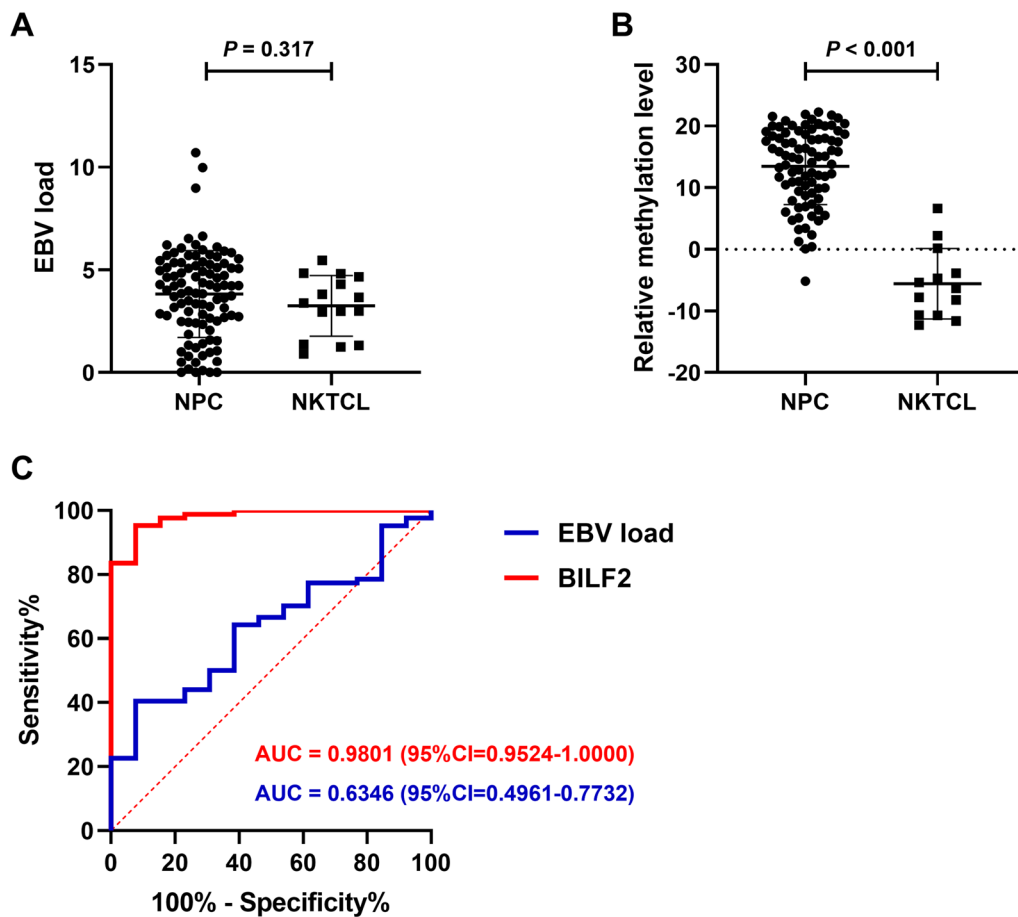 A
P = 0.317
EBV load
15
10
5
0
NPC
NKTCL
B
P < 0.001
Relative methylation level
30
20
10
0
-10
-20
NPC
NKTCL
C
Sensitivity%
100
80
60
40
20
0
0
20
40
60
80
100
100% - Specificity%
EBV load
BILF2
AUC = 0.9801 (95%CI=0.9524-1.0000)
AUC = 0.6346 (95%CI=0.4961-0.7732)